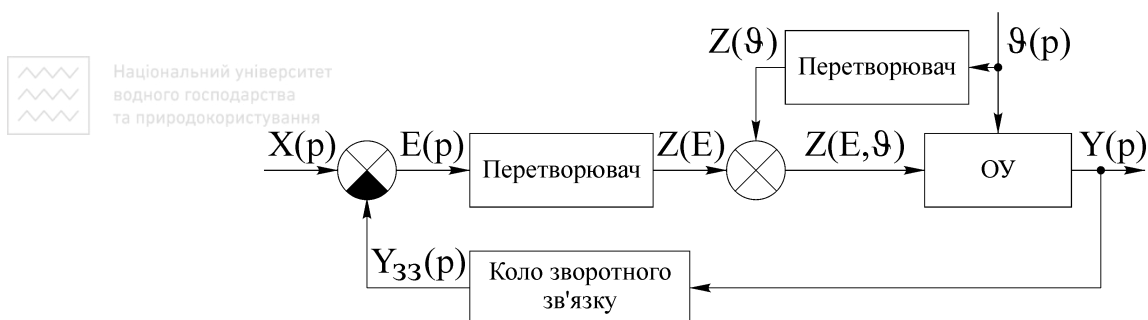 Z(ϑ)
ϑ(p)
Перетворювач
Національний університет
водного господарства
та природокористування
X(p)
E(p)
Перетворювач
Z(E)
Z(E,ϑ)
ОУ
Y(p)
Yзз(p)
Коло зворотного
зв'язку